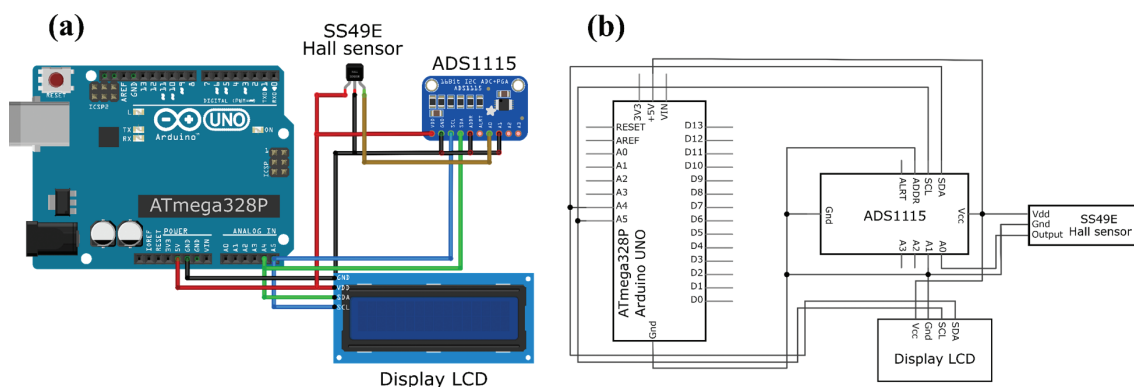 (a)
SS49E
Hall sensor
ADS1115
16Bit I2C ADC+PGA
ADS1115
VDD GND SCL SDA ADDR ALRT A0 A1 A2 A3
RESET
ICSP2
AREF GND 13 12 ~11 ~10 ~9 8 7 ~6 ~5 4 ~3 2 TX0 1 RX0 0
DIGITAL (PWM=~)
L
TX
RX
ARDUINO
UNO
ON
ICSP
1
ATmega328P
POWER
ANALOG IN
IOREF RESET 3V3 5V GND GND VIN A0 A1 A2 A3 A4 A5
GND
VDD
SDA
SCL
Display LCD
(b)
3V3 +5V VIN
RESET
AREF
A0
A1
A2
A3
A4
A5
ATmega328P
Arduino UNO
D13
D12
D11
D10
D9
D8
D7
D6
D5
D4
D3
D2
D1
D0
Gnd
ALRT ADDR SCL SDA
Gnd
ADS1115
Vcc
A3 A2 A1 A0
Vdd
Gnd
Output
SS49E
Hall sensor
Vcc Gnd SCL SDA
Display LCD